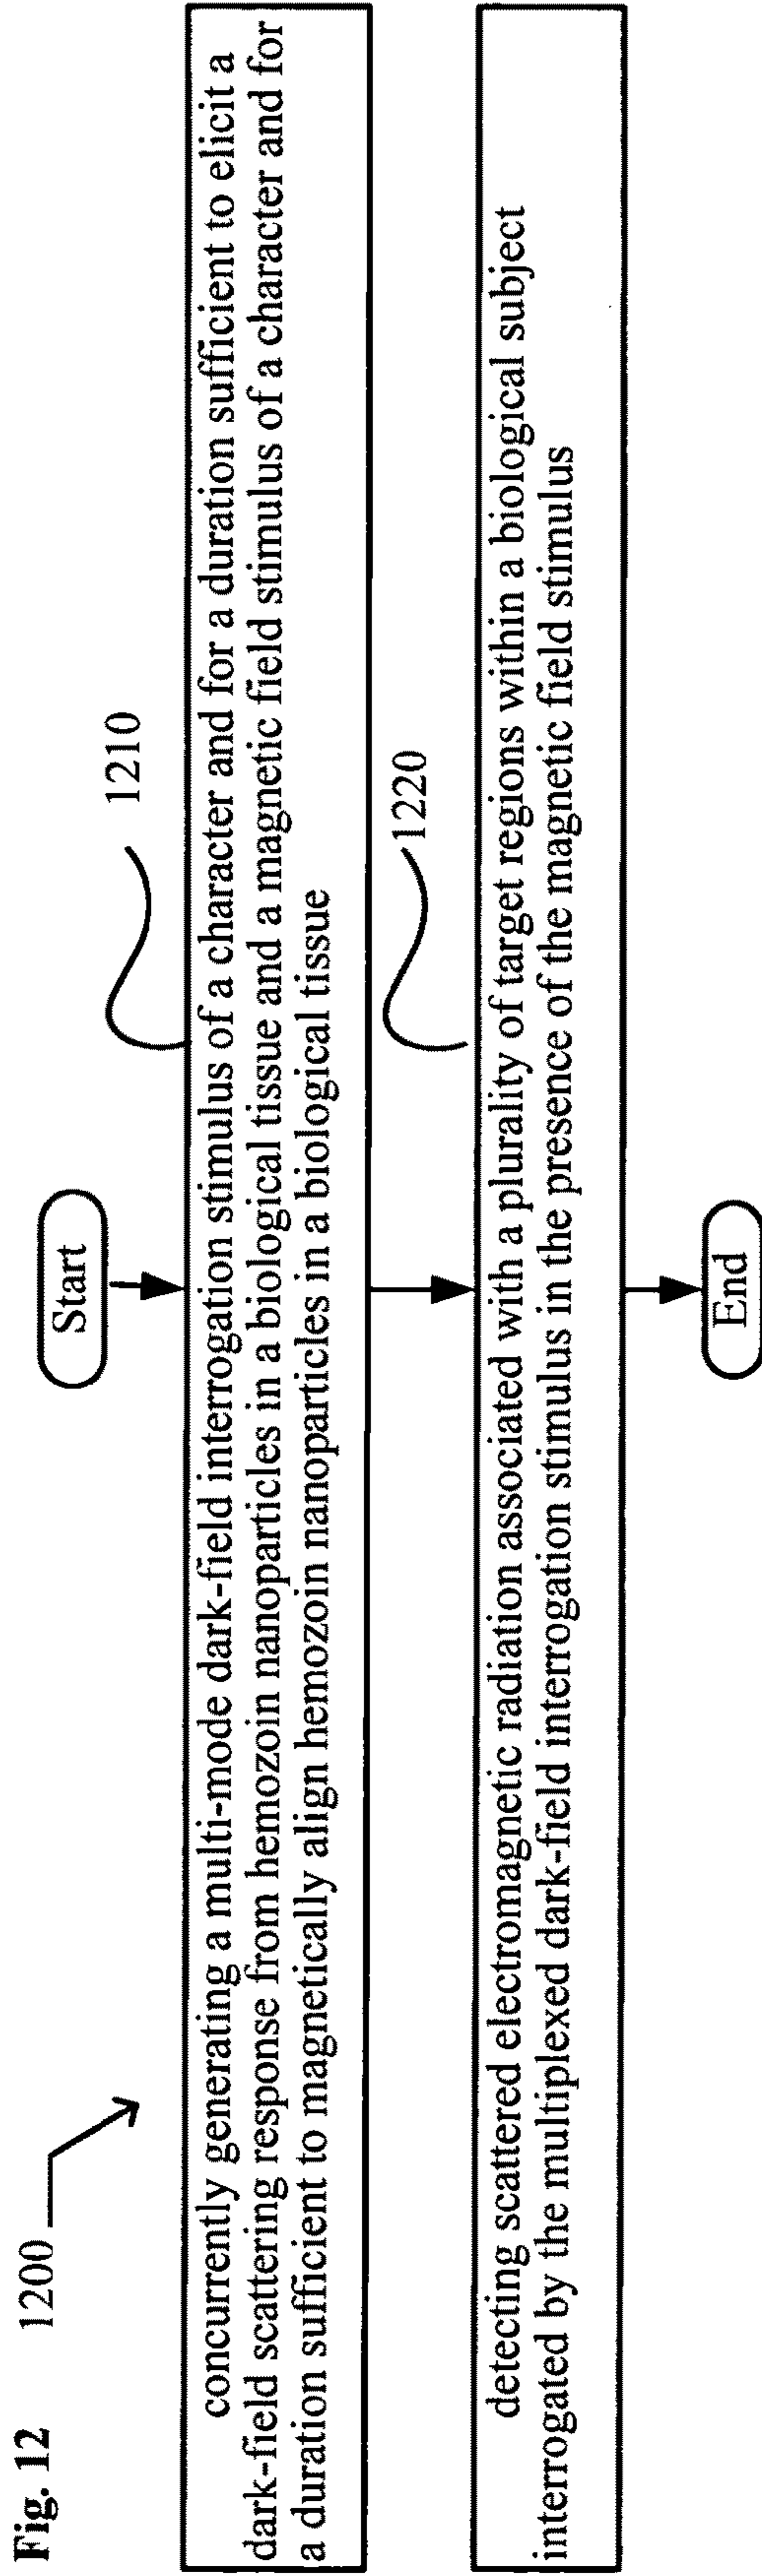 Fig. 12
1200
Start
1210
concurrently generating a multi-mode dark-field interrogation stimulus of a character and for a duration sufficient to elicit a
dark-field scattering response from hemozoin nanoparticles in a biological tissue and a magnetic field stimulus of a character and for
a duration sufficient to magnetically align hemozoin nanoparticles in a biological tissue
1220
detecting scattered electromagnetic radiation associated with a plurality of target regions within a biological subject
interrogated by the multiplexed dark-field interrogation stimulus in the presence of the magnetic field stimulus
End